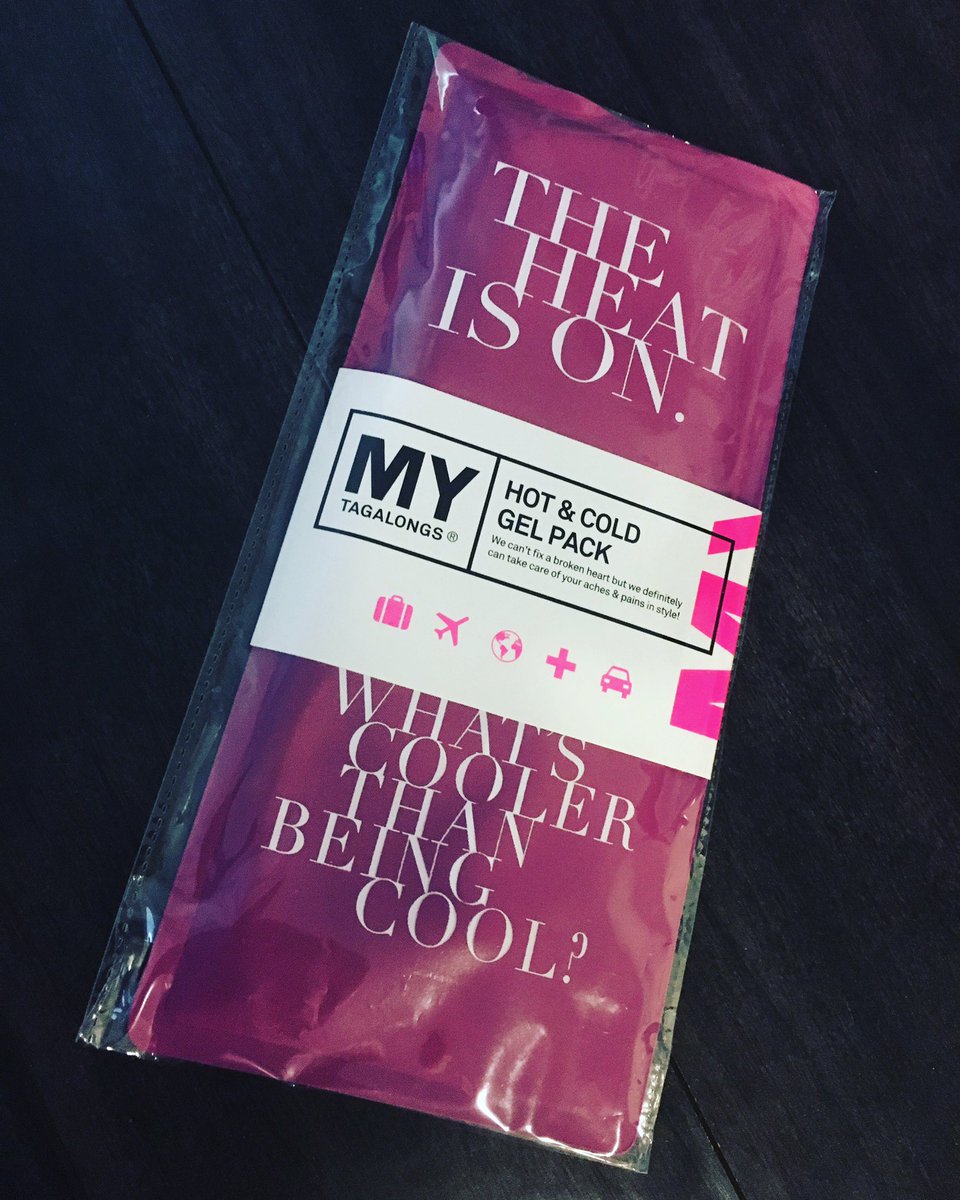 THE
HEAT
IS ON.
MY
TAGALONGS®
HOT & COLD
GEL PACK
We can't fix a broken heart but we definitely
can take care of your aches & pains in style!
WHAT'S
COOLER
THAN
BEING
COOL?